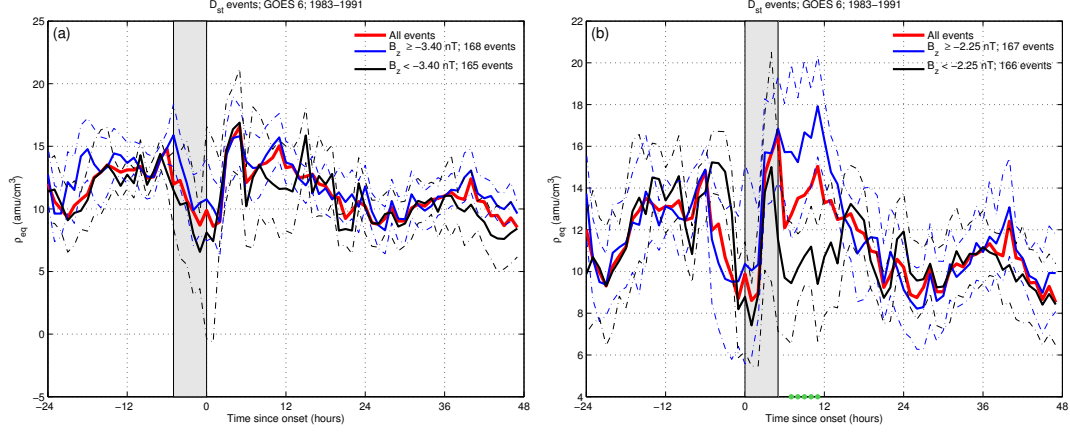 D_st events; GOES 6; 1983−1991
(a)
All events
B_z ≥ −3.40 nT; 168 events
B_z < −3.40 nT; 165 events
25
20
15
10
5
0
−5
ρ_eq (amu/cm^3)
−24 −12 0 12 24 36 48
Time since onset (hours)
D_st events; GOES 6; 1983−1991
(b)
All events
B_z ≥ −2.25 nT; 167 events
B_z < −2.25 nT; 166 events
22
20
18
16
14
12
10
8
6
4
ρ_eq (amu/cm^3)
−24 −12 0 12 24 36 48
Time since onset (hours)